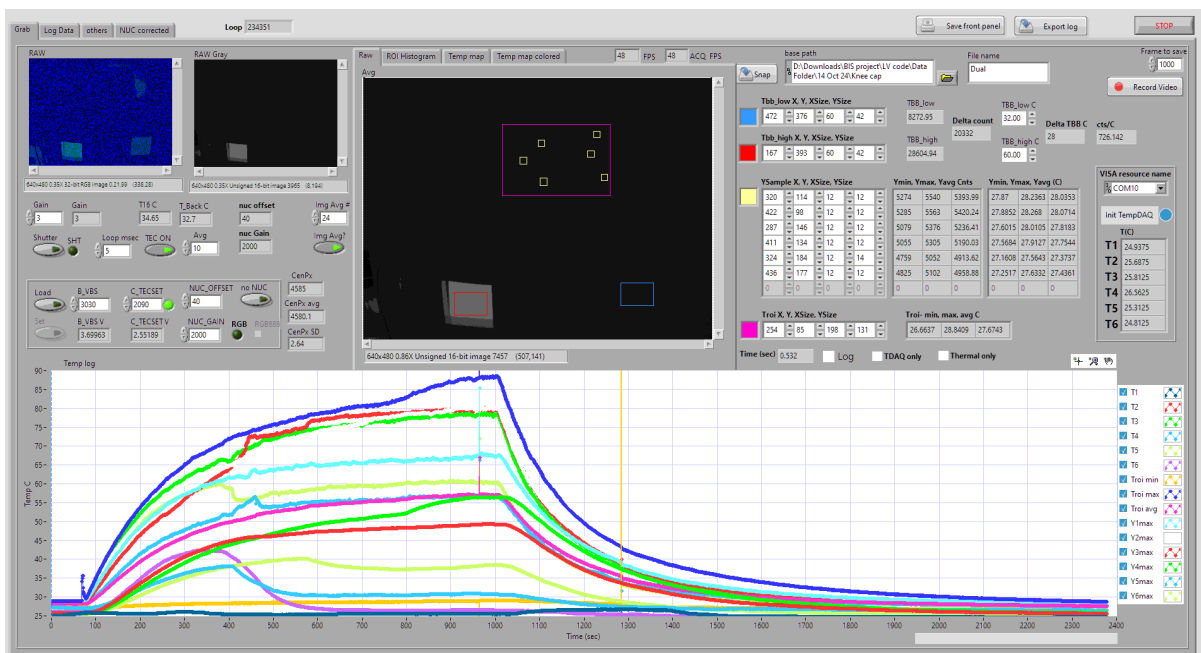 Grab Log Data others NUC corrected Loop 234351 Save front panel Export log STOP
RAW
RAW Gray
640x480 0.35X 32-bit RGB image 0,21,99 (338,28)
640x480 0.35X Unsigned 16-bit image 3965 (8,194)
Gain Gain T16 C T_Back C nuc offset Img Avg #
3 3 34.65 32.7 40 24
Shutter SHT Loop msec TEC ON Avg nuc Gain Img Avg?
5 10 2000
Load B_VBS C_TECSET NUC_OFFSET no NUC CenPx
3030 2090 40 4585
Set B_VBS V C_TECSET V NUC_GAIN RGB RGB888 CenPx avg
3.69963 2.55189 2000 4580.1
CenPx SD
2.64
Raw ROI Histogram Temp map Temp map colored 48 FPS 48 ACQ FPS
Avg
640x480 0.86X Unsigned 16-bit image 7457 (507,141)
Snap base path File name Frame to save
D:\Downloads\BIS project\LV code\Data
Folder\14 Oct 24\Knee cap
Dual 1000
Record Video
Tbb_low X, Y, XSize, YSize TBB_low TBB_low C
472 376 60 42 8272.95 32.00
Delta count Delta TBB C cts/C
20332 28 726.142
Tbb_high X, Y, XSize, YSize TBB_high TBB_high C
167 393 60 42 28604.94 60.00
YSample X, Y, XSize, YSize Ymin, Ymax, Yavg Cnts Ymin, Ymax, Yavg (C)
320 114 12 12 5274 5540 5393.99 27.87 28.2363 28.0353
422 98 12 12 5285 5563 5420.24 27.8852 28.268 28.0714
287 146 12 12 5079 5376 5236.41 27.6015 28.0105 27.8183
411 134 12 12 5055 5305 5190.03 27.5684 27.9127 27.7544
324 184 12 14 4759 5052 4913.62 27.1608 27.5643 27.3737
436 177 12 12 4825 5102 4958.88 27.2517 27.6332 27.4361
0 0 0 0 0 0 0 0 0 0
Troi X, Y, XSize, YSize Troi- min, max, avg C
254 85 198 131 26.6637 28.8409 27.6743
Time (sec) 0.532 Log TDAQ only Thermal only
VISA resource name
COM10
Init TempDAQ
T(C)
T1 24.9375
T2 25.6875
T3 25.8125
T4 26.5625
T5 25.3125
T6 24.8125
Temp log
Temp C
90-
85-
80-
75-
70-
65-
60-
55-
50-
45-
40-
35-
30-
25-
0 100 200 300 400 500 600 700 800 900 1000 1100 1200 1300 1400 1500 1600 1700 1800 1900 2000 2100 2200 2300 2400
Time (sec)
T1
T2
T3
T4
T5
T6
Troi min
Troi max
Troi avg
Y1max
Y2max
Y3max
Y4max
Y5max
Y6max